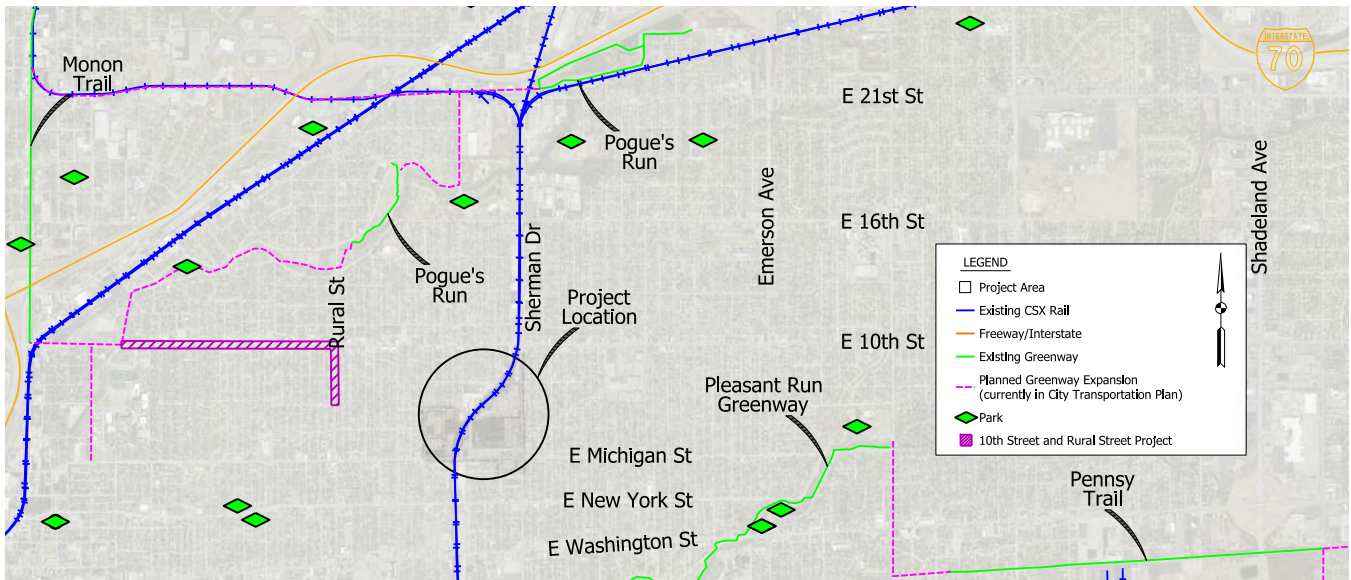 INTERSTATE
70
Monon
Trail
E 21st St
Pogue's
Run
Shadeland Ave
Emerson Ave
E 16th St
Sherman Dr
Pogue's
Run
Rural St
Project
Location
E 10th St
LEGEND
Project Area
Existing CSX Rail
Freeway/Interstate
Existing Greenway
Planned Greenway Expansion
(currently in City Transportation Plan)
Park
10th Street and Rural Street Project
Pleasant Run
Greenway
E Michigan St
E New York St
E Washington St
Pennsy
Trail